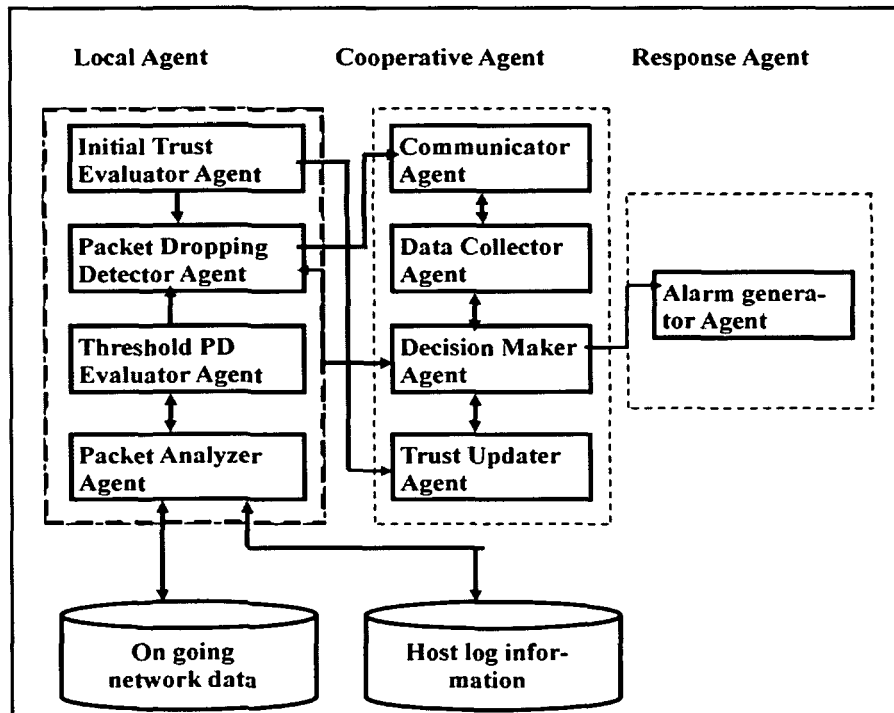 Local Agent
Cooperative Agent
Response Agent
Initial Trust
Evaluator Agent
Packet Dropping
Detector Agent
Threshold PD
Evaluator Agent
Packet Analyzer
Agent
Communicator
Agent
Data Collector
Agent
Decision Maker
Agent
Trust Updater
Agent
Alarm genera-
tor Agent
On going
network data
Host log infor-
mation